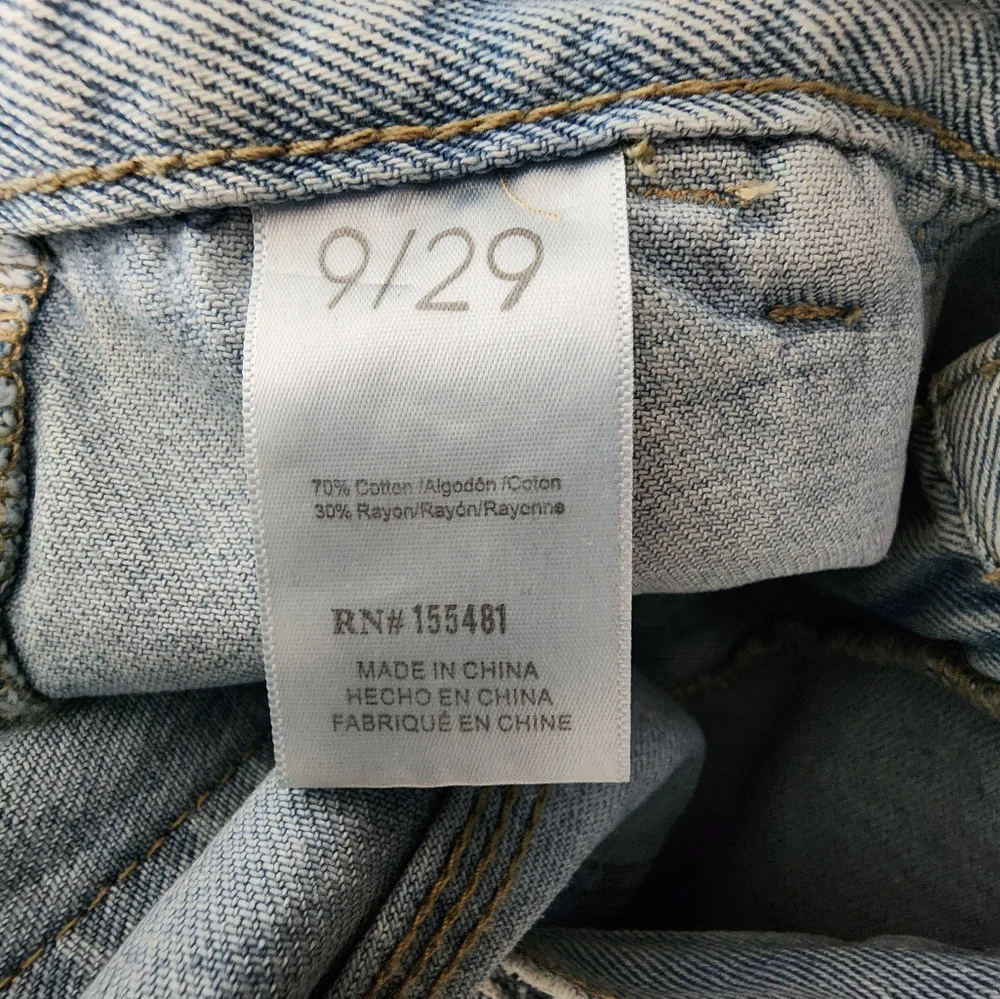 9/29
70% Cotton /Algodón /Coton
30% Rayon/Rayón/Rayonne
RN# 155481
MADE IN CHINA
HECHO EN CHINA
FABRIQUÉ EN CHINE